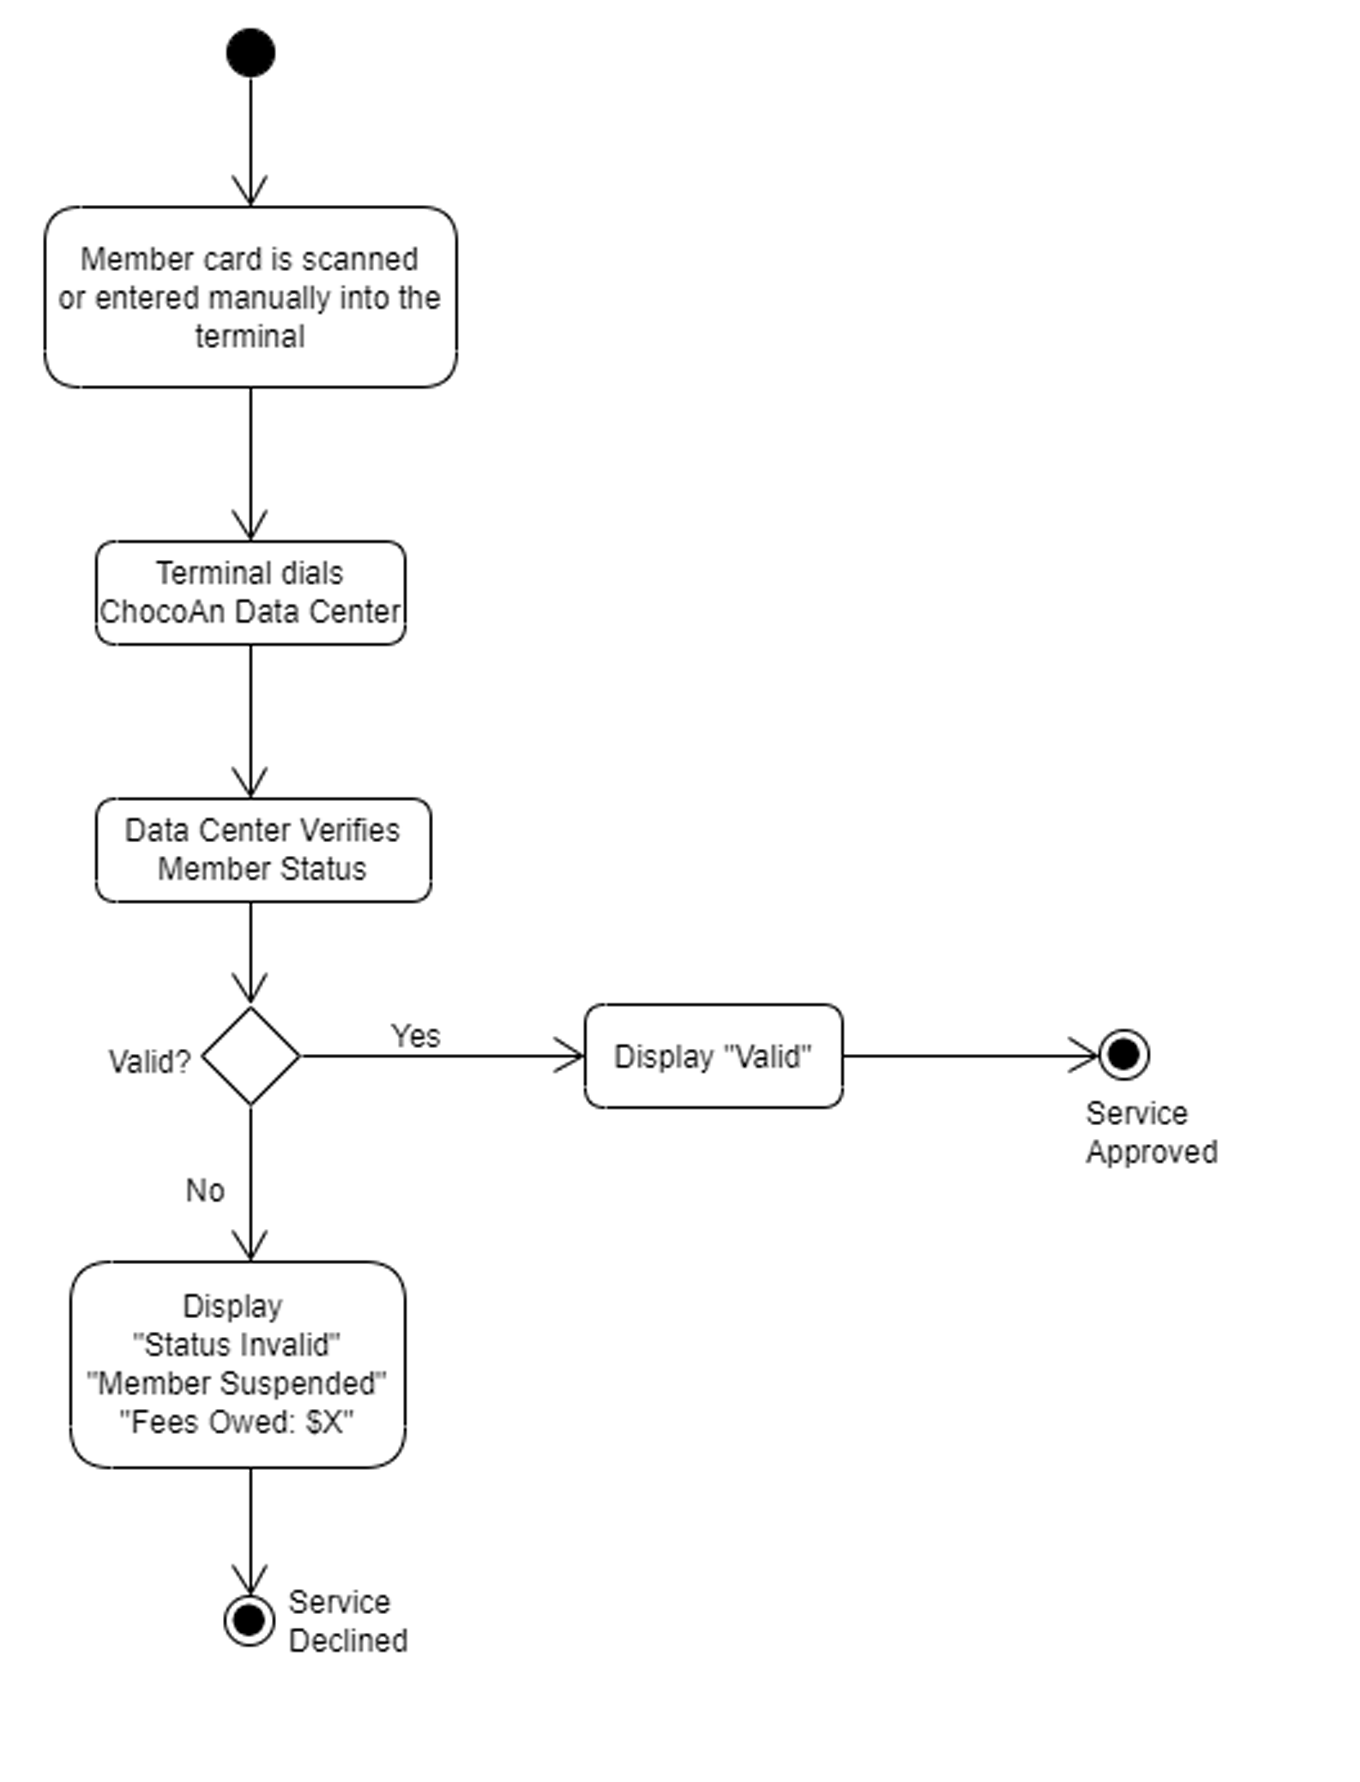 Member card is scanned
or entered manually into the
terminal
Terminal dials
ChocoAn Data Center
Data Center Verifies
Member Status
Valid?
Yes
Display "Valid"
Service
Approved
No
Display
"Status Invalid"
"Member Suspended"
"Fees Owed: $X"
Service
Declined